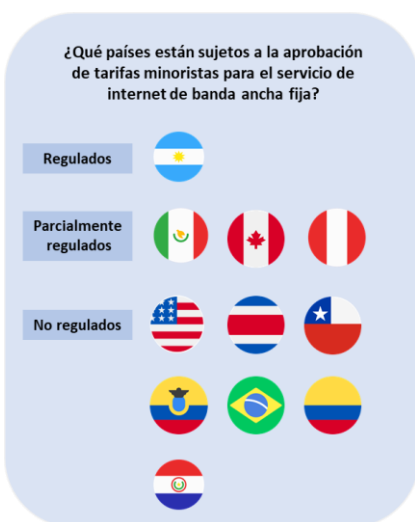 ¿Qué países están sujetos a la aprobación
de tarifas minoristas para el servicio de
internet de banda ancha fija?
Regulados
Parcialmente
regulados
No regulados